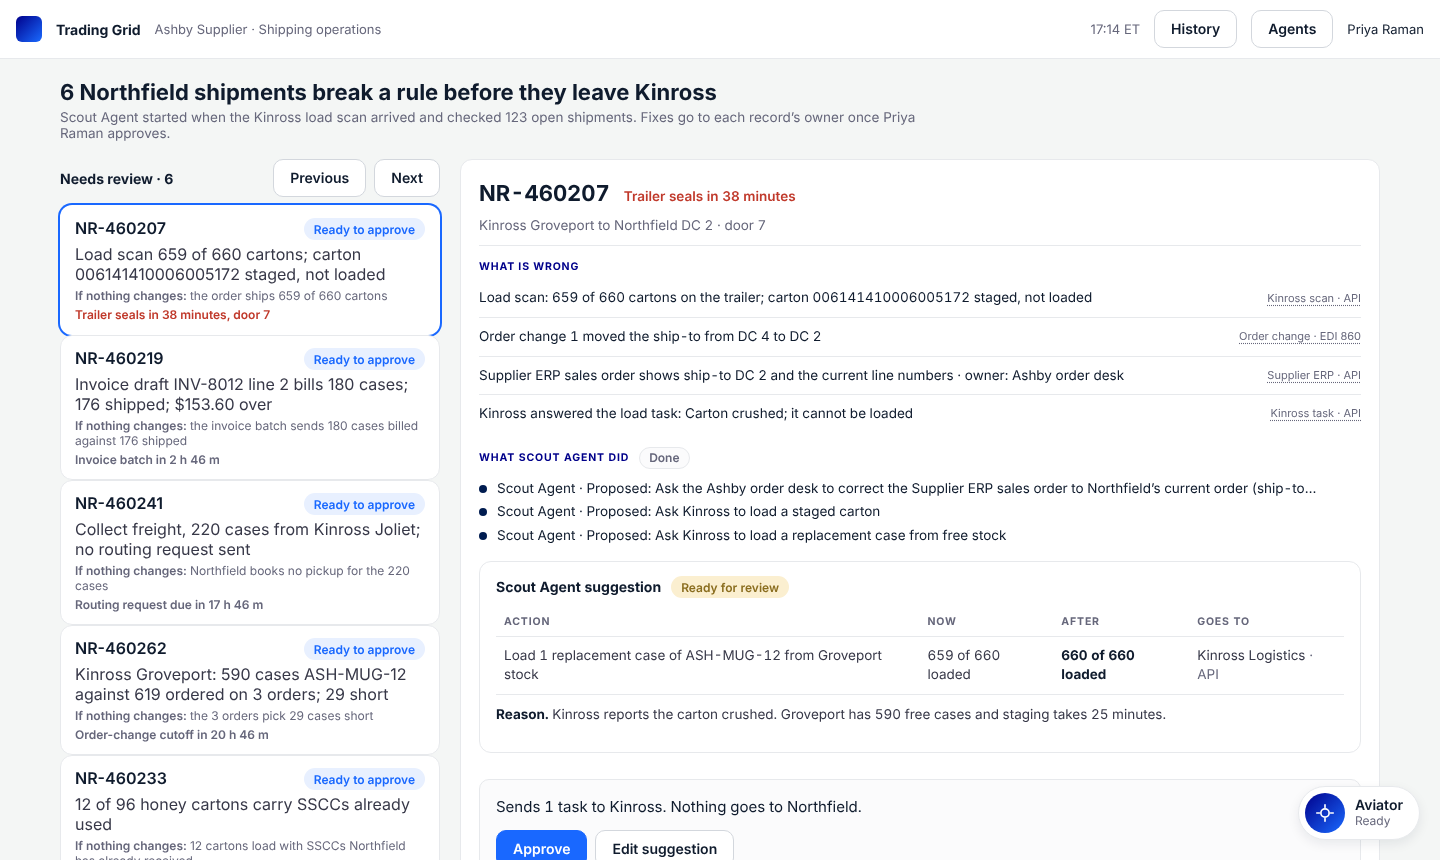 Trading Grid
Ashby Supplier · Shipping operations
17:14 ET
History
Agents
Priya Raman
6 Northfield shipments break a rule before they leave Kinross
Scout Agent started when the Kinross load scan arrived and checked 123 open shipments. Fixes go to each record’s owner once Priya
Raman approves.
Needs review · 6
Previous
Next
NR-460207
Ready to approve
Load scan 659 of 660 cartons; carton
006141410006005172 staged, not loaded
If nothing changes: the order ships 659 of 660 cartons
Trailer seals in 38 minutes, door 7
NR-460219
Ready to approve
Invoice draft INV-8012 line 2 bills 180 cases;
176 shipped; $153.60 over
If nothing changes: the invoice batch sends 180 cases billed
against 176 shipped
Invoice batch in 2 h 46 m
NR-460241
Ready to approve
Collect freight, 220 cases from Kinross Joliet;
no routing request sent
If nothing changes: Northfield books no pickup for the 220
cases
Routing request due in 17 h 46 m
NR-460262
Ready to approve
Kinross Groveport: 590 cases ASH-MUG-12
against 619 ordered on 3 orders; 29 short
If nothing changes: the 3 orders pick 29 cases short
Order-change cutoff in 20 h 46 m
NR-460233
Ready to approve
12 of 96 honey cartons carry SSCCs already
used
If nothing changes: 12 cartons load with SSCCs Northfield
has already received
NR-460207
Trailer seals in 38 minutes
Kinross Groveport to Northfield DC 2 · door 7
WHAT IS WRONG
Load scan: 659 of 660 cartons on the trailer; carton 006141410006005172 staged, not loaded
Kinross scan · API
Order change 1 moved the ship-to from DC 4 to DC 2
Order change · EDI 860
Supplier ERP sales order shows ship-to DC 2 and the current line numbers · owner: Ashby order desk
Supplier ERP · API
Kinross answered the load task: Carton crushed; it cannot be loaded
Kinross task · API
WHAT SCOUT AGENT DID
Done
Scout Agent · Proposed: Ask the Ashby order desk to correct the Supplier ERP sales order to Northfield’s current order (ship-to…
Scout Agent · Proposed: Ask Kinross to load a staged carton
Scout Agent · Proposed: Ask Kinross to load a replacement case from free stock
Scout Agent suggestion
Ready for review
ACTION
NOW
AFTER
GOES TO
Load 1 replacement case of ASH-MUG-12 from Groveport
stock
659 of 660
loaded
660 of 660
loaded
Kinross Logistics ·
API
Reason. Kinross reports the carton crushed. Groveport has 590 free cases and staging takes 25 minutes.
Sends 1 task to Kinross. Nothing goes to Northfield.
Approve
Edit suggestion
Aviator
Ready